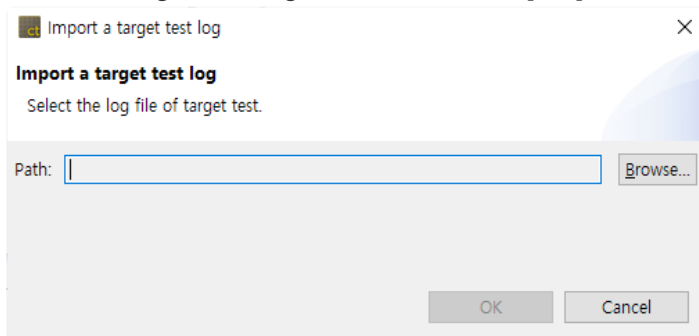 ct Import a target test log
Import a target test log
Select the log file of target test.
Path: Browse...
OK Cancel